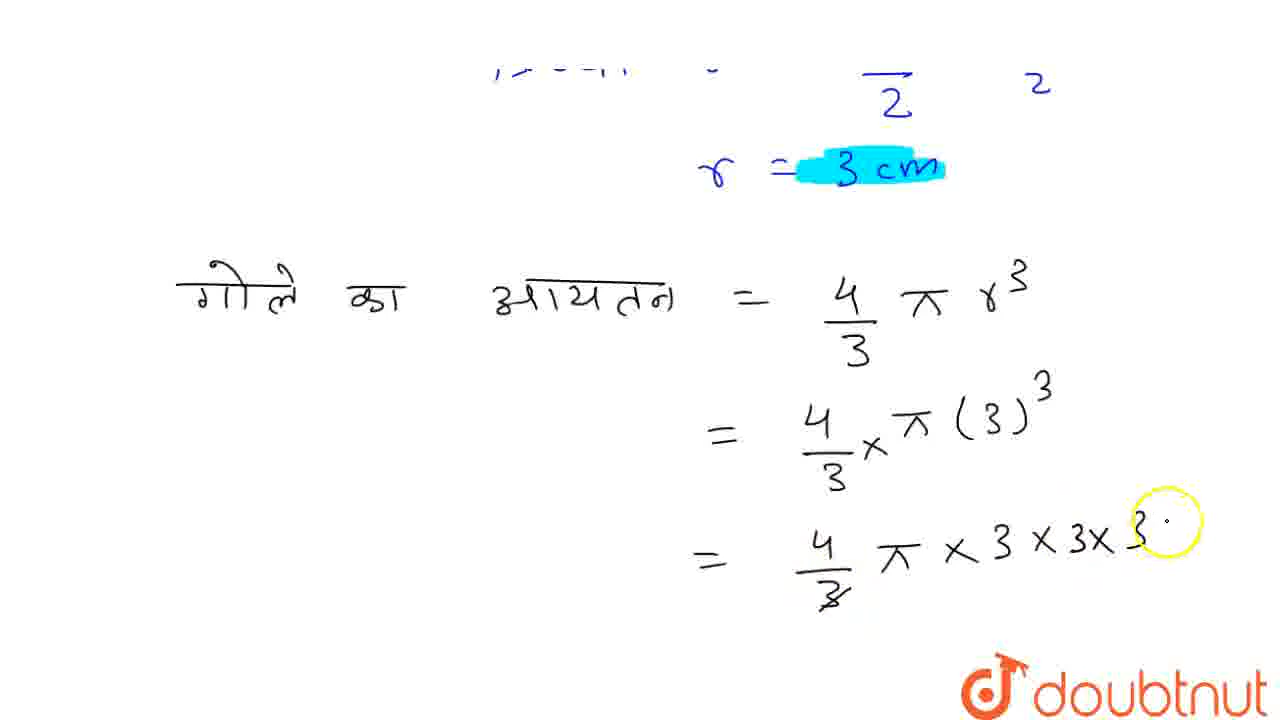 2 2
r = 3 cm
गोले का आयतन = 4/3 π r³
= 4/3 × π (3)³
= 4/3 π × 3 × 3 × 3
doubtnut